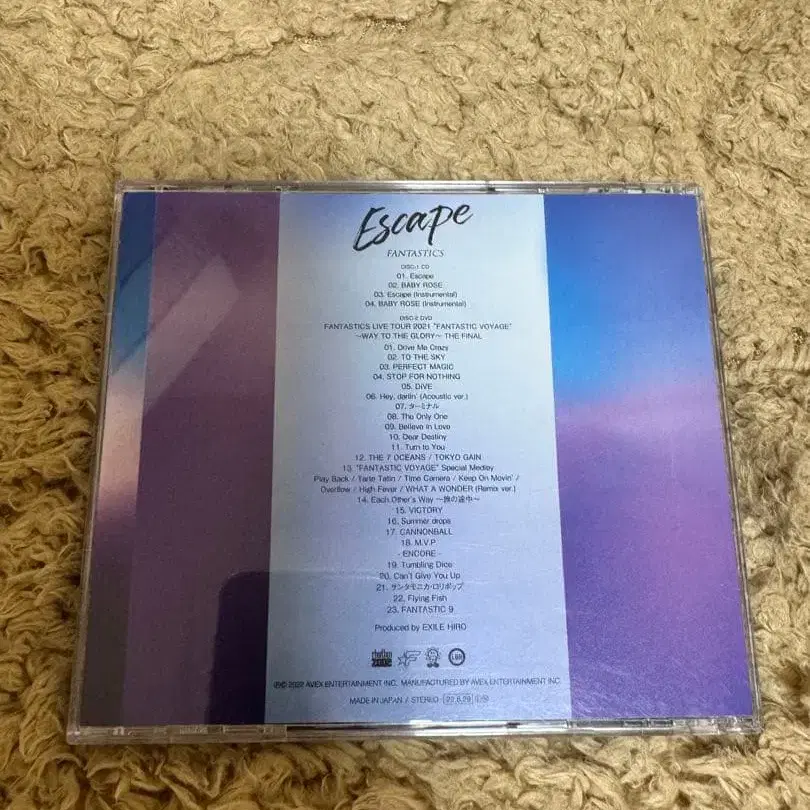 Escape
FANTASTICS
DISC-1 CD
01. Escape
02. BABY ROSE
03. Escape (Instrumental)
04. BABY ROSE (Instrumental)
DISC-2 DVD
FANTASTICS LIVE TOUR 2021 "FANTASTIC VOYAGE"
~WAY TO THE GLORY~ THE FINAL
01. Drive Me Crazy
02. TO THE SKY
03. PERFECT MAGIC
04. STOP FOR NOTHING
05. DiVE
06. Hey, darlin' (Acoustic ver.)
07. ターミナル
08. The Only One
09. Believe in Love
10. Dear Destiny
11. Turn to You
12. THE 7 OCEANS / TOKYO GAIN
13. "FANTASTIC VOYAGE" Special Medley
Play Back / Tarte Tatin / Time Camera / Keep On Movin' /
Overflow / High Fever / WHAT A WONDER (Remix ver.)
14. Each Other's Way ～旅の途中～
15. VICTORY
16. Summer drops
17. CANNONBALL
18. M.V.P
- ENCORE -
19. Tumbling Dice
20. Can't Give You Up
21. サンタモニカ・ロリポップ
22. Flying Fish
23. FANTASTIC 9
Produced by EXILE HIRO
rhythm zone
LDH
℗© 2022 AVEX ENTERTAINMENT INC. MANUFACTURED BY AVEX ENTERTAINMENT INC.
MADE IN JAPAN / STEREO 22.6.29